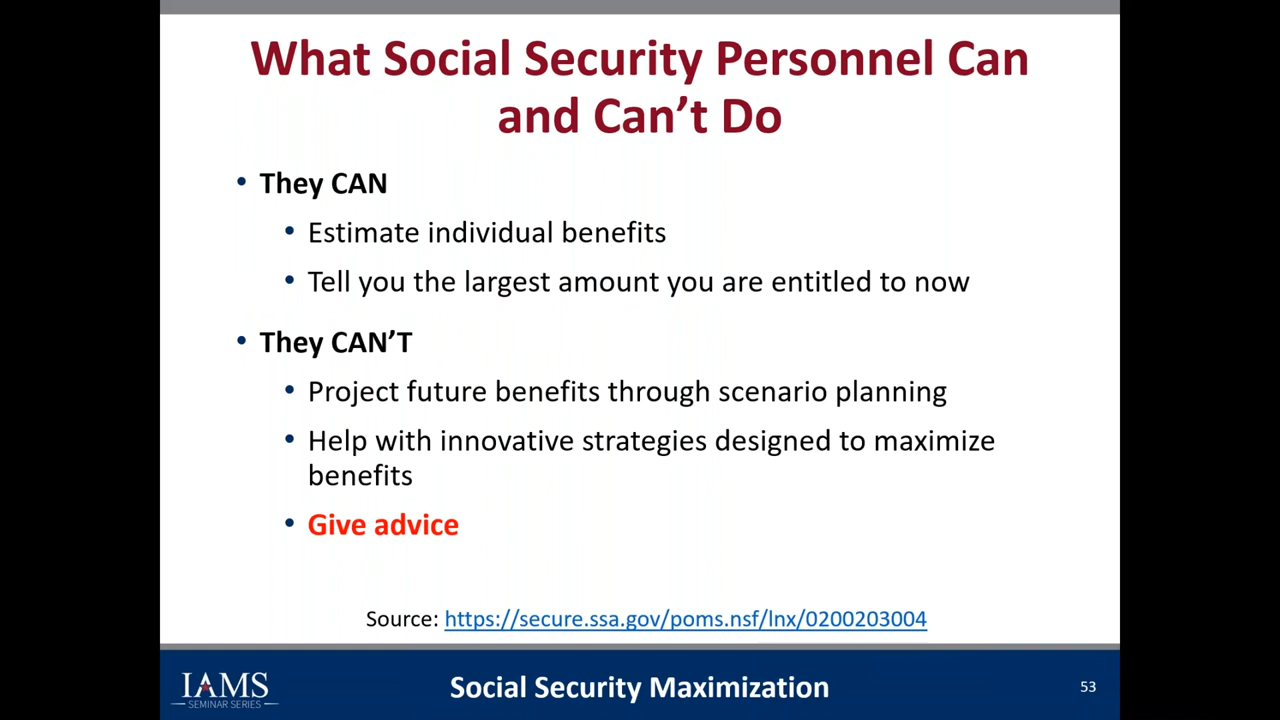 What Social Security Personnel Can
and Can’t Do
• They CAN
• Estimate individual benefits
• Tell you the largest amount you are entitled to now
• They CAN’T
• Project future benefits through scenario planning
• Help with innovative strategies designed to maximize
benefits
• Give advice
Source: https://secure.ssa.gov/poms.nsf/lnx/0200203004
IAMS
SEMINAR SERIES
Social Security Maximization
53